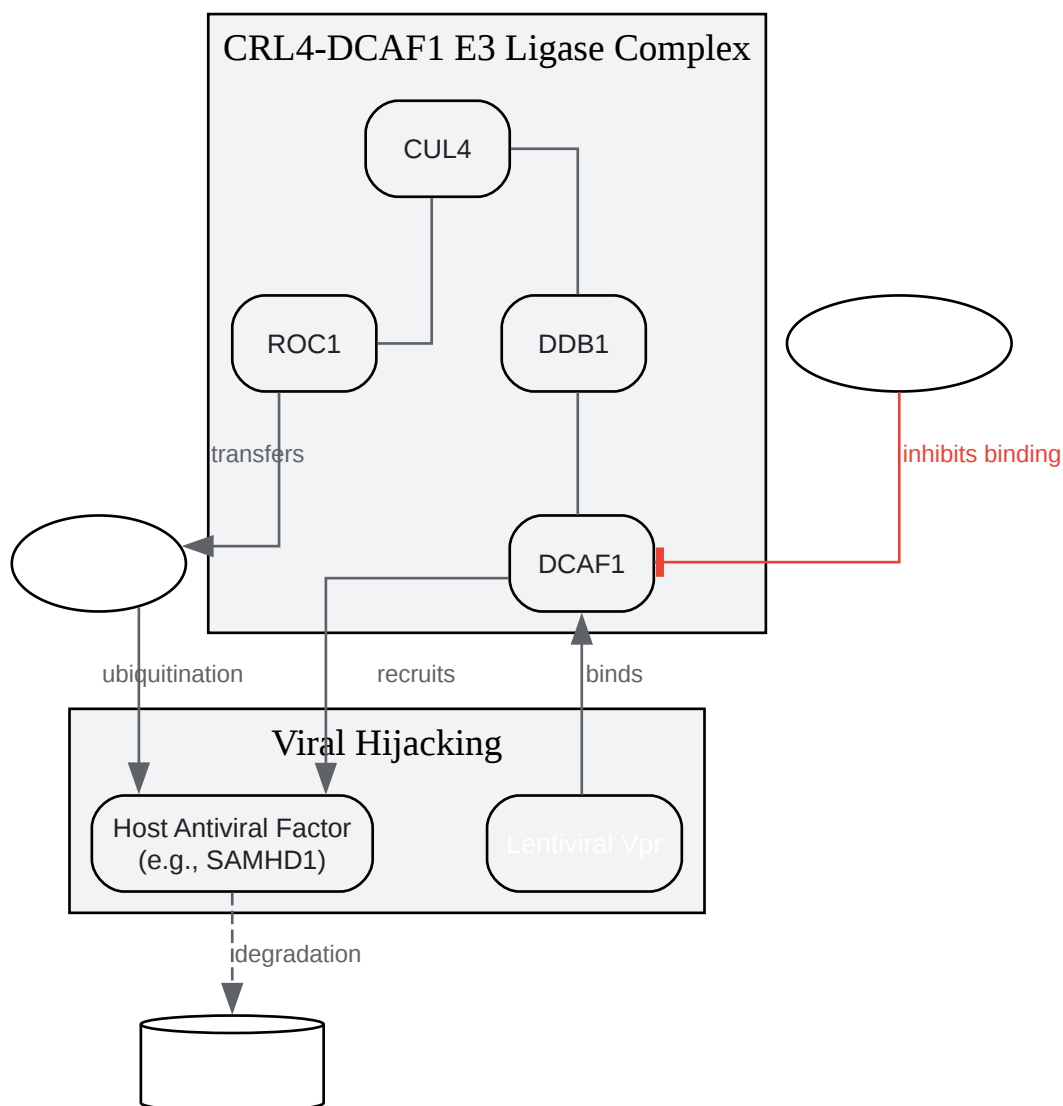 CRL4-DCAF1 E3 Ligase Complex
CUL4
ROC1
DDB1
transfers
inhibits binding
DCAF1
ubiquitination
recruits
binds
Viral Hijacking
Host Antiviral Factor
(e.g., SAMHD1)
Lentiviral Vpr
degradation